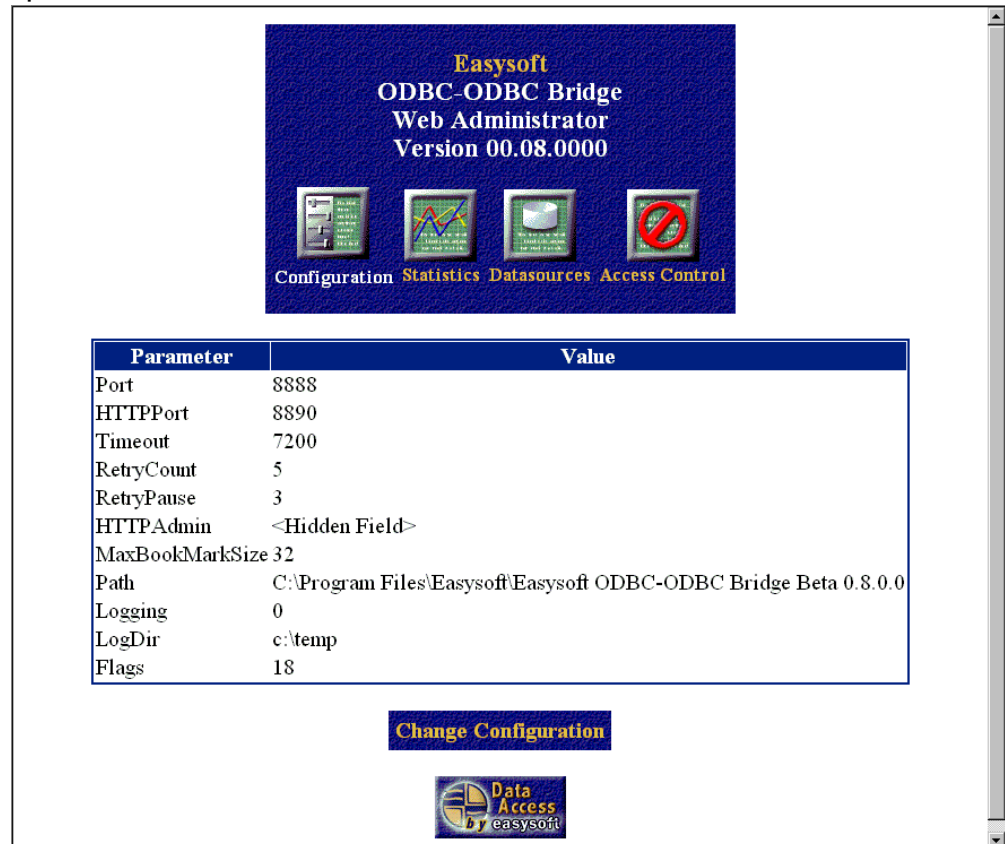 Easysoft
ODBC-ODBC Bridge
Web Administrator
Version 00.08.0000
Configuration Statistics Datasources Access Control
Parameter Value
Port 8888
HTTPPort 8890
Timeout 7200
RetryCount 5
RetryPause 3
HTTPAdmin <Hidden Field>
MaxBookMarkSize 32
Path C:\Program Files\Easysoft\Easysoft ODBC-ODBC Bridge Beta 0.8.0.0
Logging 0
LogDir c:\temp
Flags 18
Change Configuration
Data
Access
by easysoft